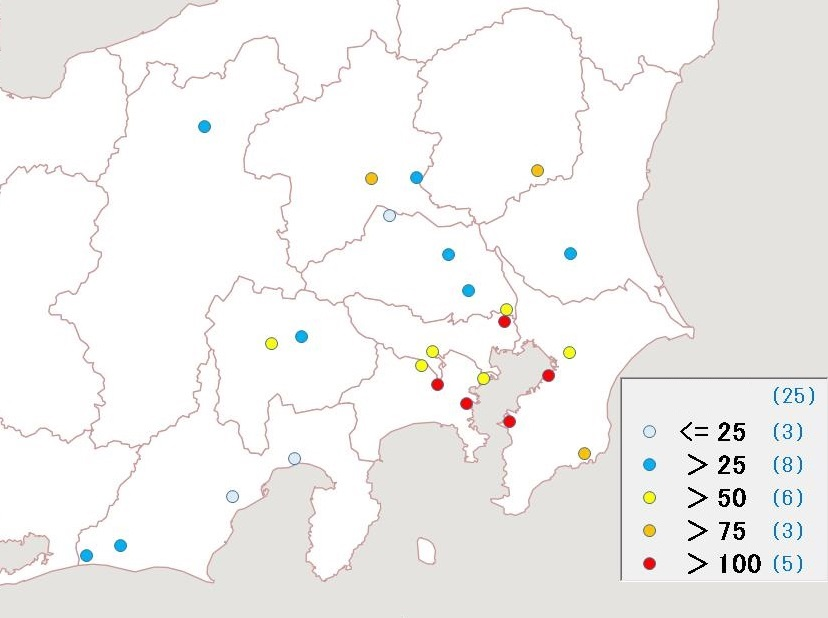 (25)
<= 25 (3)
> 25 (8)
> 50 (6)
> 75 (3)
> 100 (5)